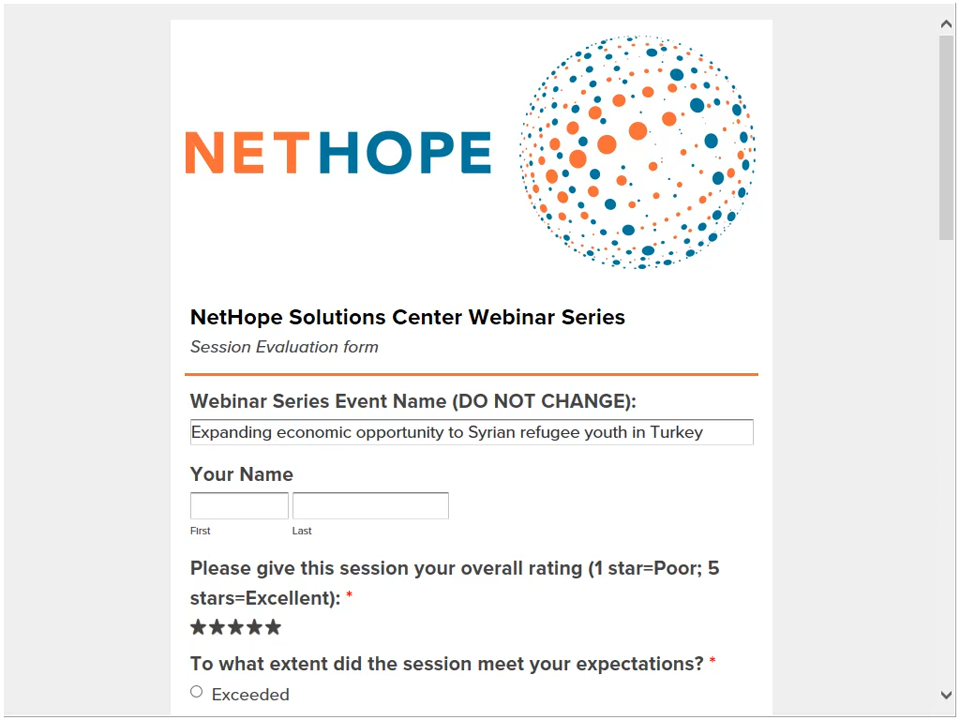 NETHOPE
NetHope Solutions Center Webinar Series
Session Evaluation form
Webinar Series Event Name (DO NOT CHANGE):
Expanding economic opportunity to Syrian refugee youth in Turkey
Your Name
First Last
Please give this session your overall rating (1 star=Poor; 5
stars=Excellent): *
To what extent did the session meet your expectations? *
Exceeded